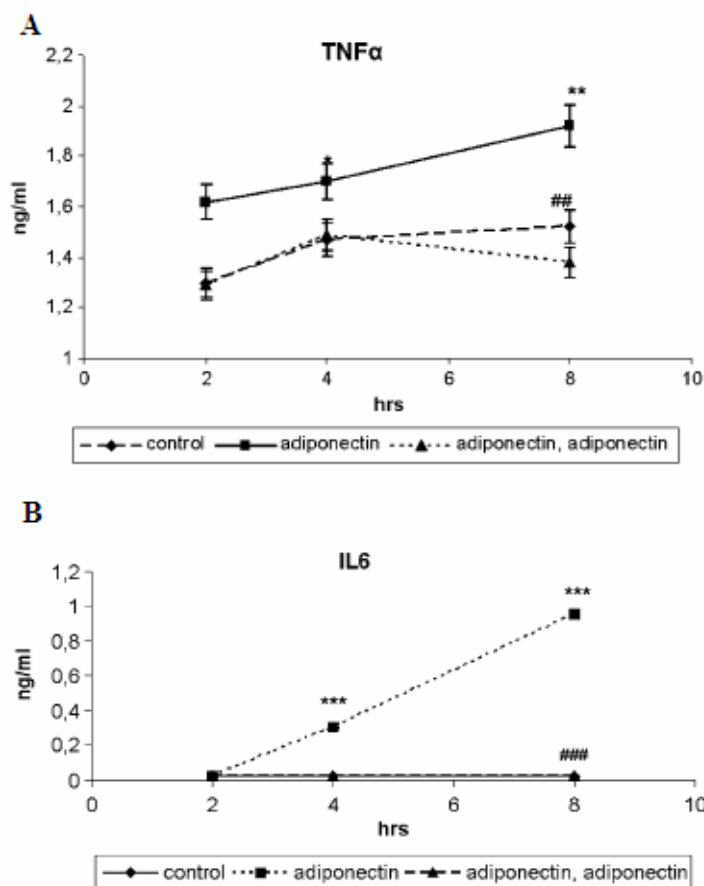 A
TNFα
2,2
2
1,8
1,6
1,4
1,2
1
ng/ml
*
**
##
0 2 4 6 8 10
hrs
control adiponectin adiponectin, adiponectin
B
IL6
1,2
1
0,8
0,6
0,4
0,2
0
ng/ml
***
***
###
0 2 4 6 8 10
hrs
control adiponectin adiponectin, adiponectin